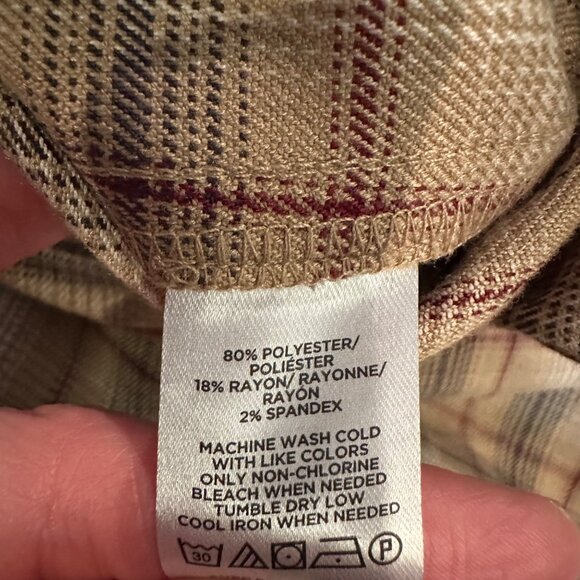 80% POLYESTER/
POLIÉSTER
18% RAYON/ RAYONNE/
RAYÓN
2% SPANDEX
MACHINE WASH COLD
WITH LIKE COLORS
ONLY NON-CHLORINE
BLEACH WHEN NEEDED
TUMBLE DRY LOW
COOL IRON WHEN NEEDED
30 P